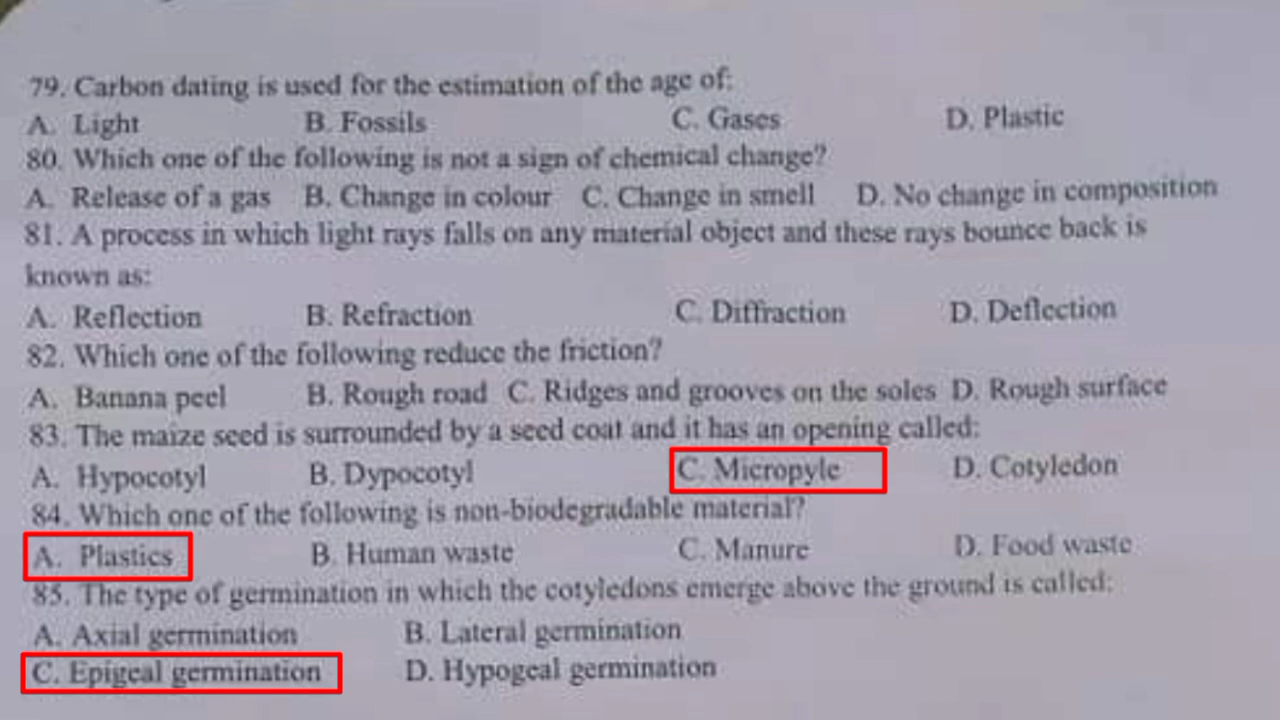 79. Carbon dating is used for the estimation of the age of:
A. Light B. Fossils C. Gases D. Plastic
80. Which one of the following is not a sign of chemical change?
A. Release of a gas B. Change in colour C. Change in smell D. No change in composition
81. A process in which light rays falls on any material object and these rays bounce back is
known as:
A. Reflection B. Refraction C. Diffraction D. Deflection
82. Which one of the following reduce the friction?
A. Banana peel B. Rough road C. Ridges and grooves on the soles D. Rough surface
83. The maize seed is surrounded by a seed coat and it has an opening called:
A. Hypocotyl B. Dypocotyl C. Micropyle D. Cotyledon
84. Which one of the following is non-biodegradable material?
A. Plastics B. Human waste C. Manure D. Food waste
85. The type of germination in which the cotyledons emerge above the ground is called:
A. Axial germination B. Lateral germination
C. Epigeal germination D. Hypogeal germination